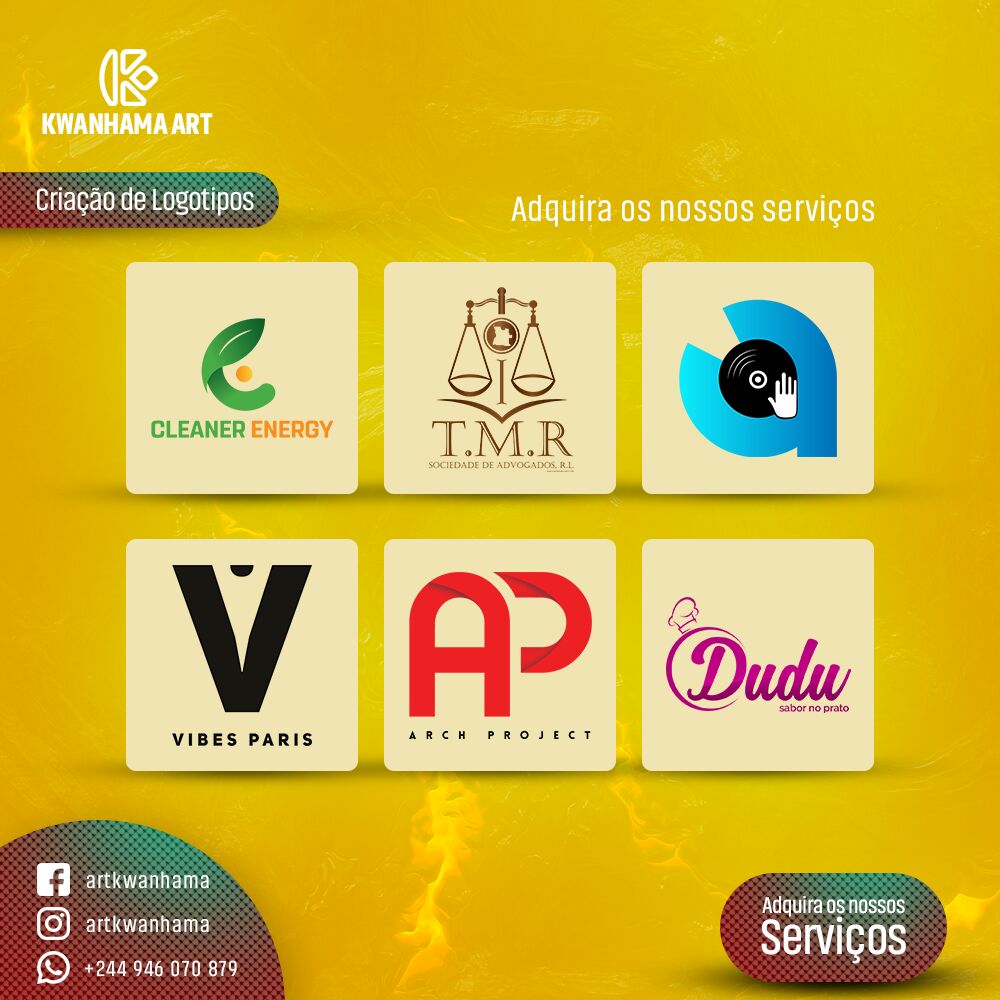 KWANHAMA ART
Criação de Logotipos
Adquira os nossos serviços
CLEANER ENERGY
T.M.R
SOCIEDADE DE ADVOGADOS, R.L
VIBES PARIS
AP
ARCH PROJECT
Dudu
sabor no prato
artkwanhama
artkwanhama
+244 946 070 879
Adquira os nossos
Serviços